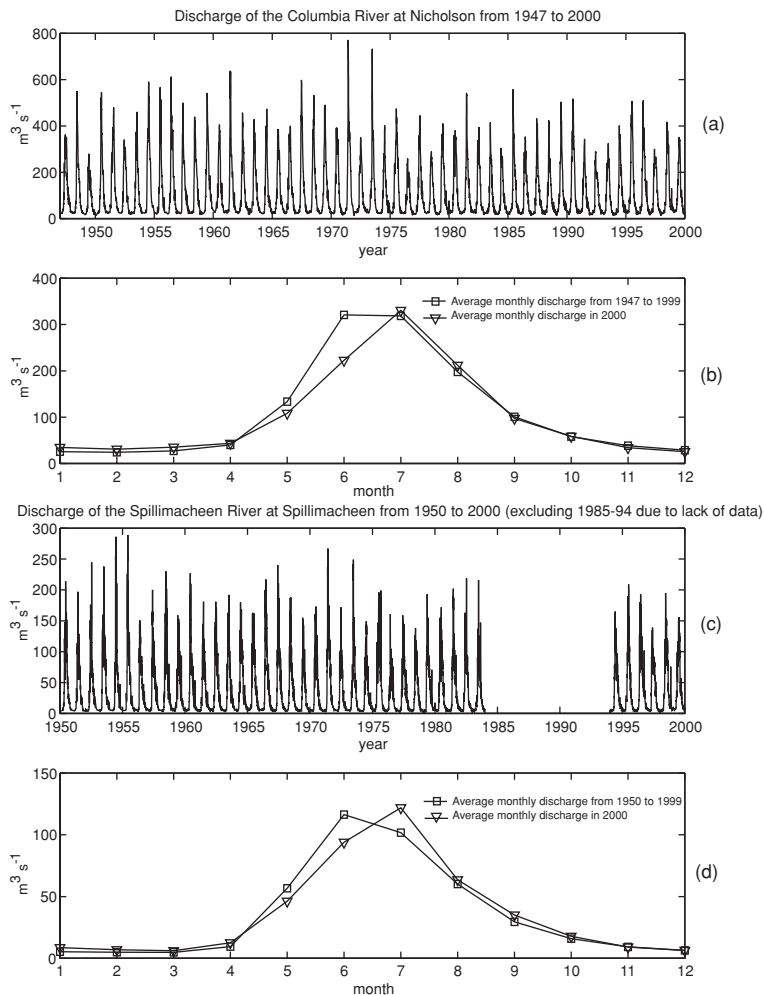 Discharge of the Columbia River at Nicholson from 1947 to 2000
800
600
400
200
0
m³ s⁻¹
1950 1955 1960 1965 1970 1975 1980 1985 1990 1995 2000
year
(a)
400
300
200
100
0
m³ s⁻¹
Average monthly discharge from 1947 to 1999
Average monthly discharge in 2000
1 2 3 4 5 6 7 8 9 10 11 12
month
(b)
Discharge of the Spillimacheen River at Spillimacheen from 1950 to 2000 (excluding 1985-94 due to lack of data)
300
250
200
150
100
50
0
m³ s⁻¹
1950 1955 1960 1965 1970 1975 1980 1985 1990 1995 2000
year
(c)
150
100
50
0
m³ s⁻¹
Average monthly discharge from 1950 to 1999
Average monthly discharge in 2000
1 2 3 4 5 6 7 8 9 10 11 12
month
(d)